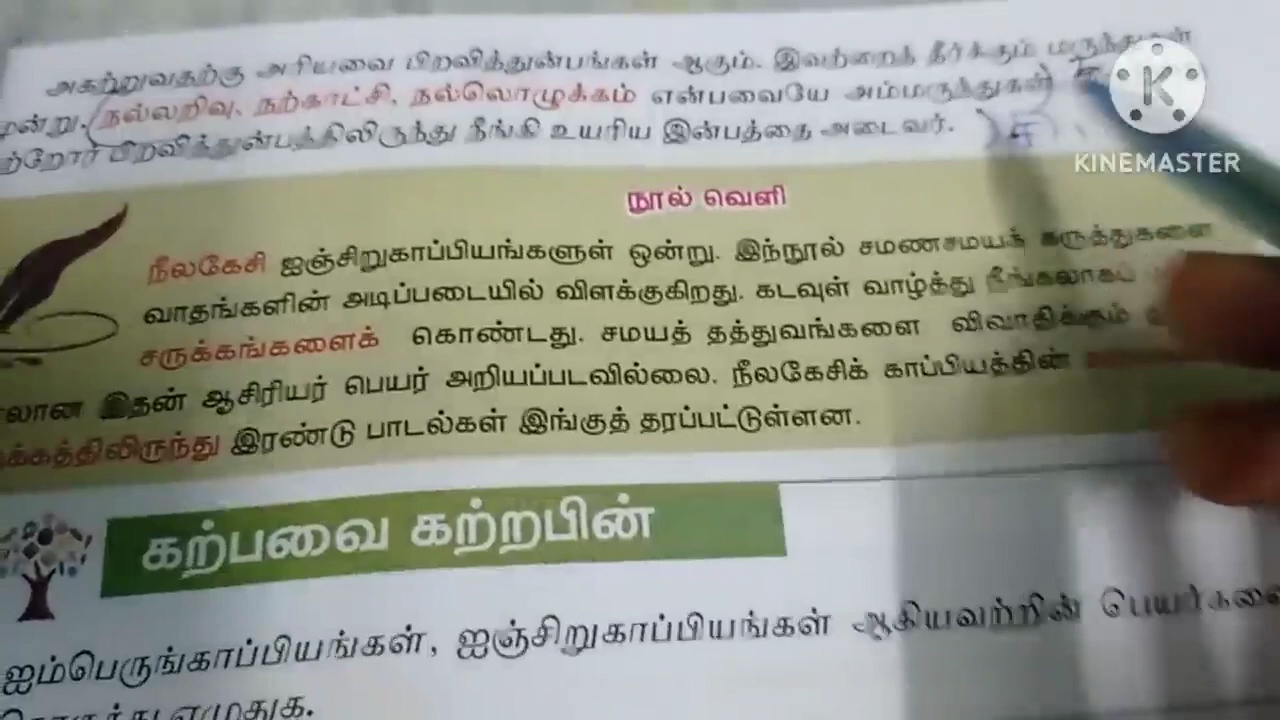 அகற்றுவதற்கு அரியவை பிறவித்துன்பங்கள் ஆகும். இவற்றைத் தீர்க்கும் மருந்துகள்
மூன்று. நல்லறிவு, நற்காட்சி, நல்லொழுக்கம் என்பவையே அம்மருந்துகள்
பிறவித்துன்பத்திலிருந்து நீங்கி உயரிய இன்பத்தை அடைவர்.
KINEMASTER
நூல் வெளி
நீலகேசி ஐஞ்சிறுகாப்பியங்களுள் ஒன்று. இந்நூல் சமணசமயக் கருத்துகளை
வாதங்களின் அடிப்படையில் விளக்குகிறது. கடவுள் வாழ்த்து நீங்கலாகப்
சருக்கங்களைக் கொண்டது. சமயத் தத்துவங்களை விவாதிக்கும்
இதன் ஆசிரியர் பெயர் அறியப்படவில்லை. நீலகேசிக் காப்பியத்தின்
இரண்டு பாடல்கள் இங்குத் தரப்பட்டுள்ளன.
கற்பவை கற்றபின்
ஐம்பெருங்காப்பியங்கள், ஐஞ்சிறுகாப்பியங்கள் ஆகியவற்றின் பெயர்களை
எழுதுக.